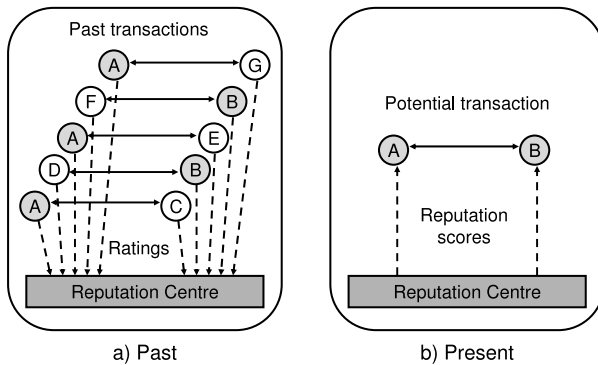 Past transactions
A G
F B
A E
D B
A C
Ratings
Reputation Centre
a) Past
Potential transaction
A B
Reputation
scores
Reputation Centre
b) Present